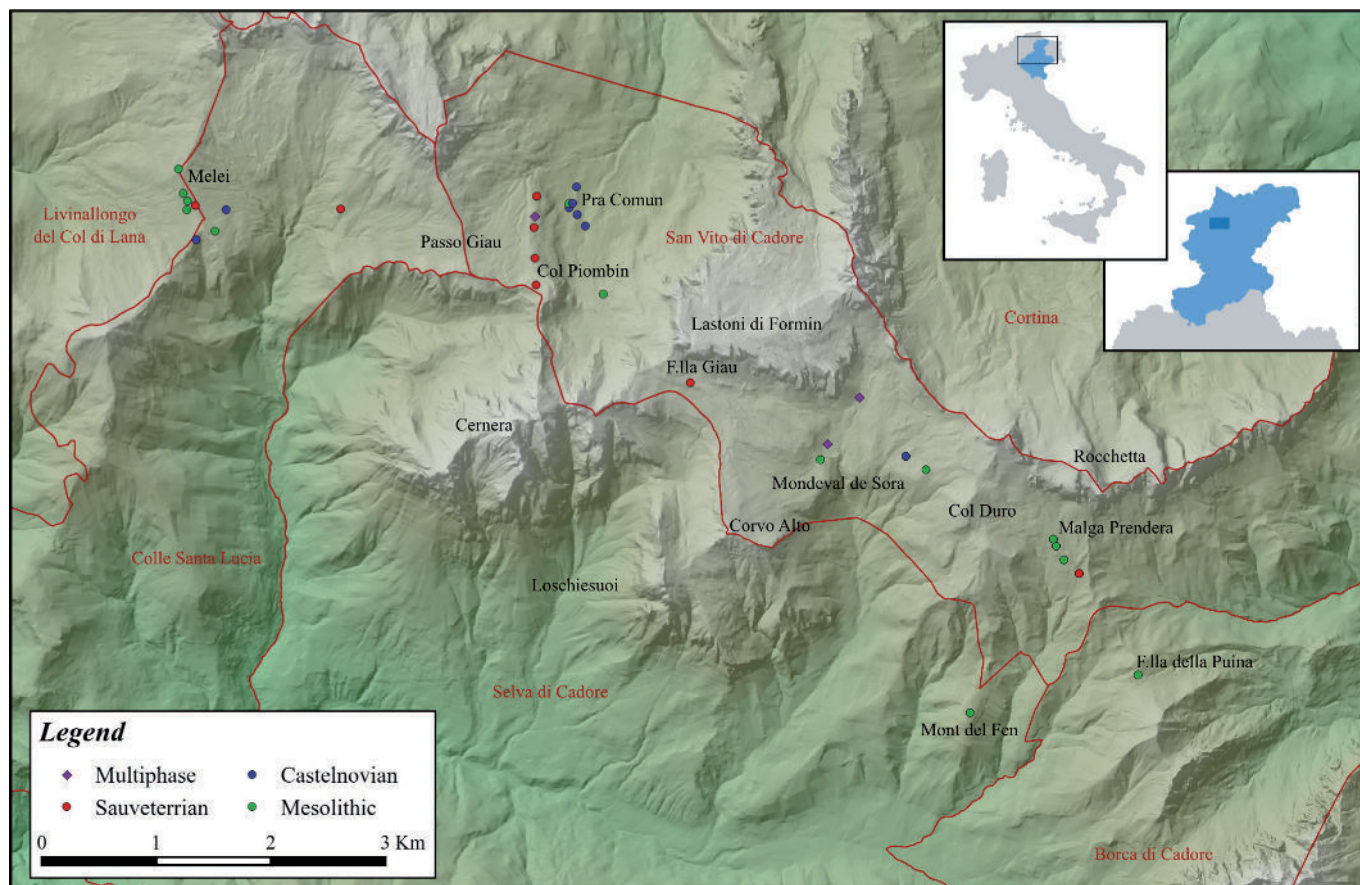 Melei
Livinallongo
del Col di Lana
Passo Giau
Pra Comun
San Vito di Cadore
Col Piombin
Lastoni di Formin
Cortina
F.lla Giau
Cernera
Rocchetta
Mondeval de Sora
Col Duro
Corvo Alto
Malga Prendera
Colle Santa Lucia
Loschiesuoi
F.lla della Puina
Selva di Cadore
Mont del Fen
Borca di Cadore
Legend
Multiphase
Castelnovian
Sauveterrian
Mesolithic
0 1 2 3 Km